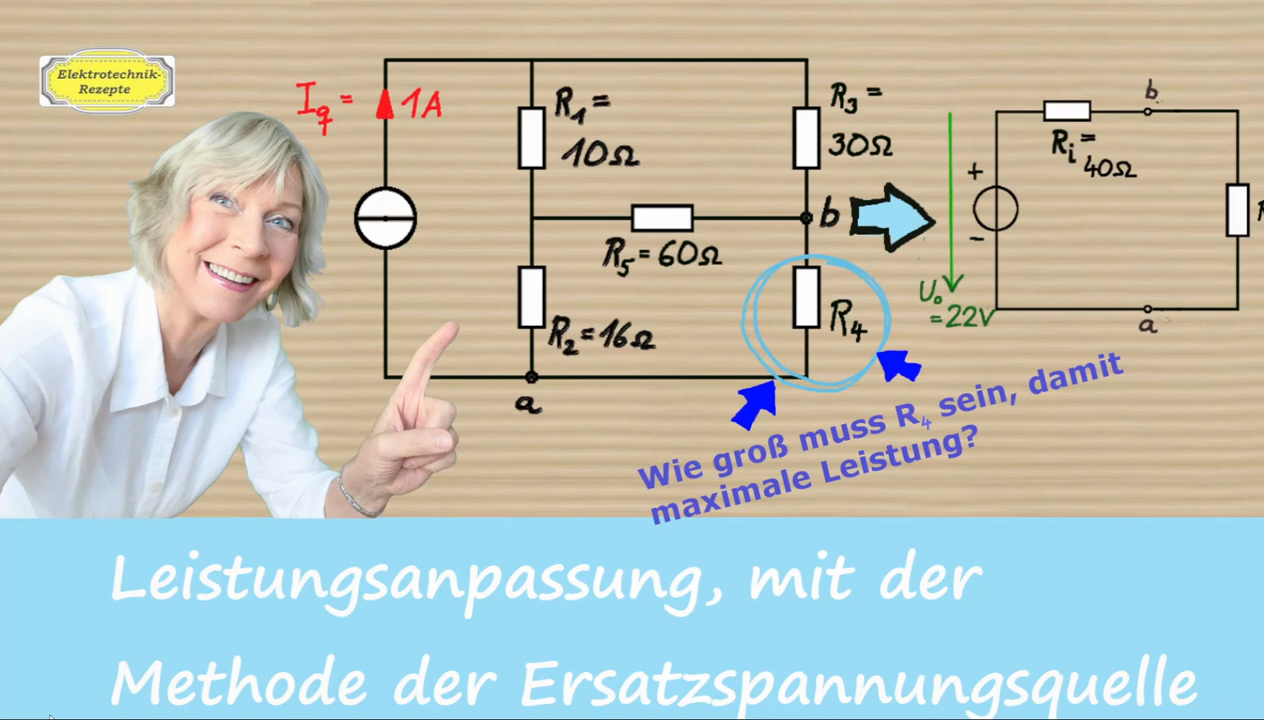 Elektrotechnik-
Rezepte
Iq = 1A
R1 =
10Ω
R3 =
30Ω
b
R5 = 60Ω
R2 = 16Ω
R4
a
b
Ri =
40Ω
+
-
U0
= 22V
a
Wie groß muss R4 sein, damit
maximale Leistung?
Leistungsanpassung, mit der
Methode der Ersatzspannungsquelle